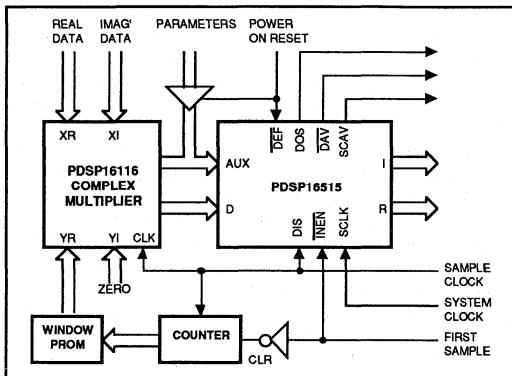 REAL DATA
IMAG' DATA
PARAMETERS
POWER ON RESET
XR
XI
PDSP16116
COMPLEX
MULTIPLIER
YR
YI
CLK
AUX
D
DEF
DOS
DAV
SCAV
PDSP16515
I
R
DIS
INEN
SCLK
ZERO
SAMPLE CLOCK
SYSTEM CLOCK
FIRST SAMPLE
WINDOW PROM
COUNTER
CLR